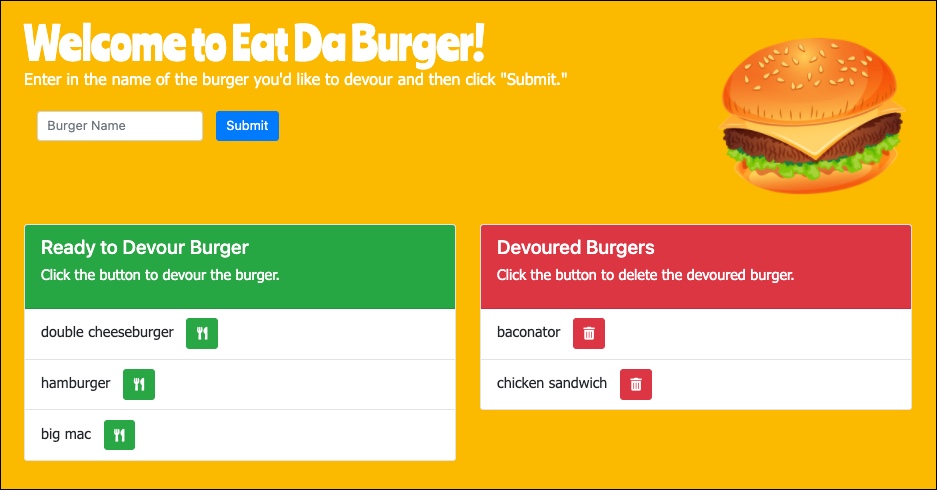 Welcome to Eat Da Burger!
Enter in the name of the burger you'd like to devour and then click "Submit."
Burger Name
Submit
Ready to Devour Burger
Click the button to devour the burger.
double cheeseburger
hamburger
big mac
Devoured Burgers
Click the button to delete the devoured burger.
baconator
chicken sandwich